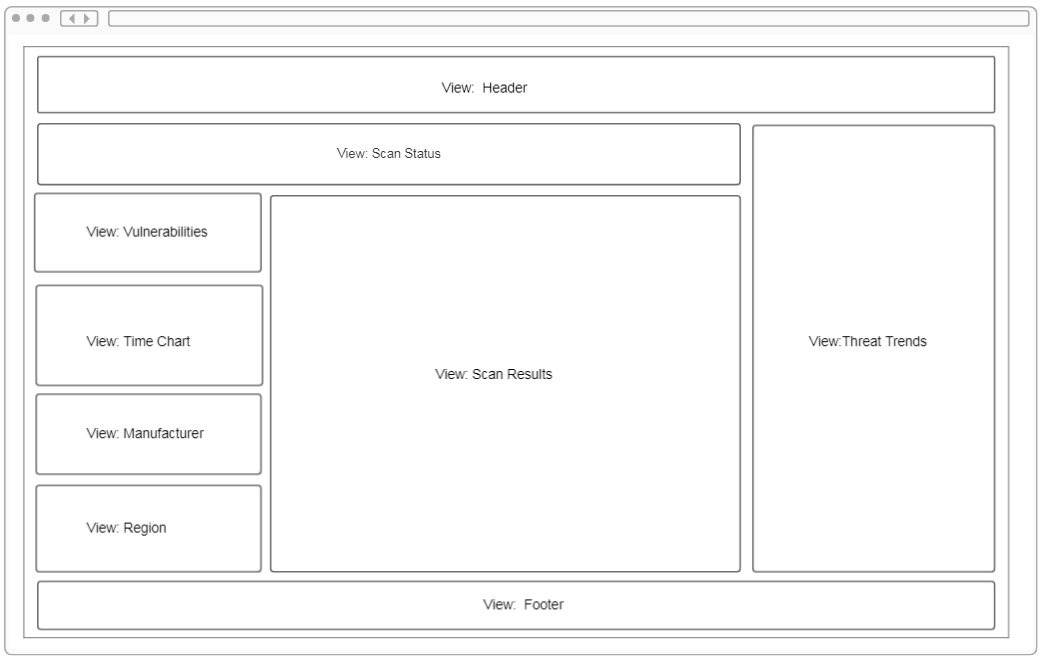 View:  Header
View: Scan Status
View: Vulnerabilities
View: Time Chart
View: Manufacturer
View: Region
View: Scan Results
View:Threat Trends
View:  Footer